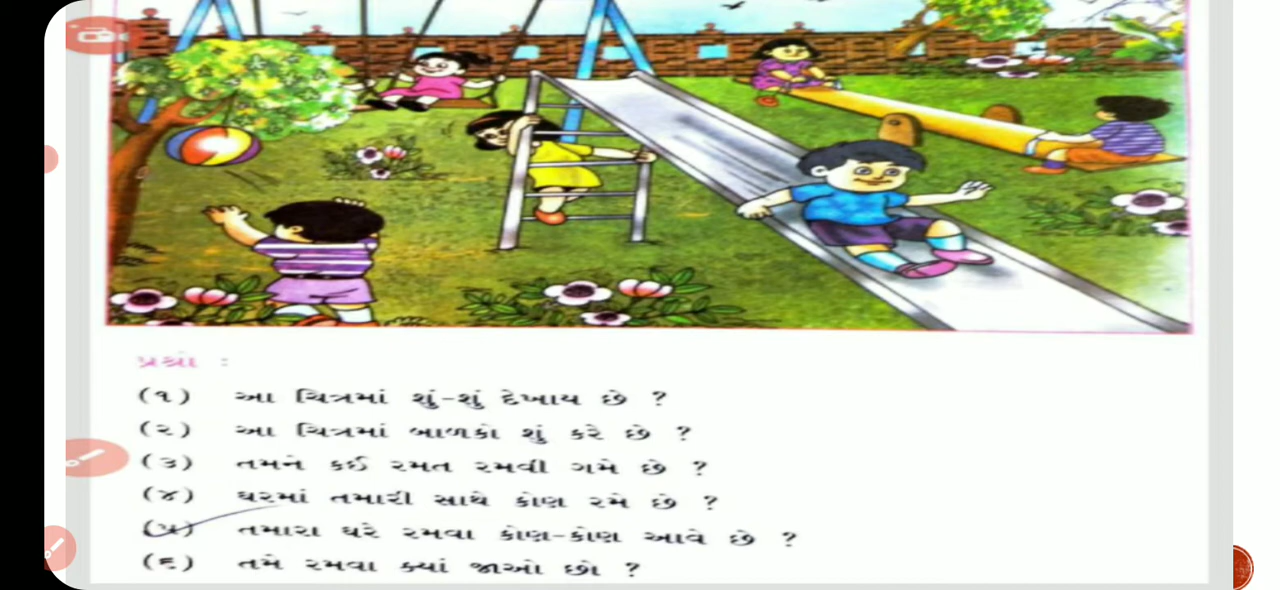 પ્રશ્નો :
(૧) આ ચિત્રમાં શું-શું દેખાય છે ?
(૨) આ ચિત્રમાં બાળકો શું કરે છે ?
(૩) તમને કઈ રમત રમવી ગમે છે ?
(૪) ઘરમાં તમારી સાથે કોણ રમે છે ?
(૫) તમારા ઘરે રમવા કોણ-કોણ આવે છે ?
(૬) તમે રમવા ક્યાં જાઓ છો ?